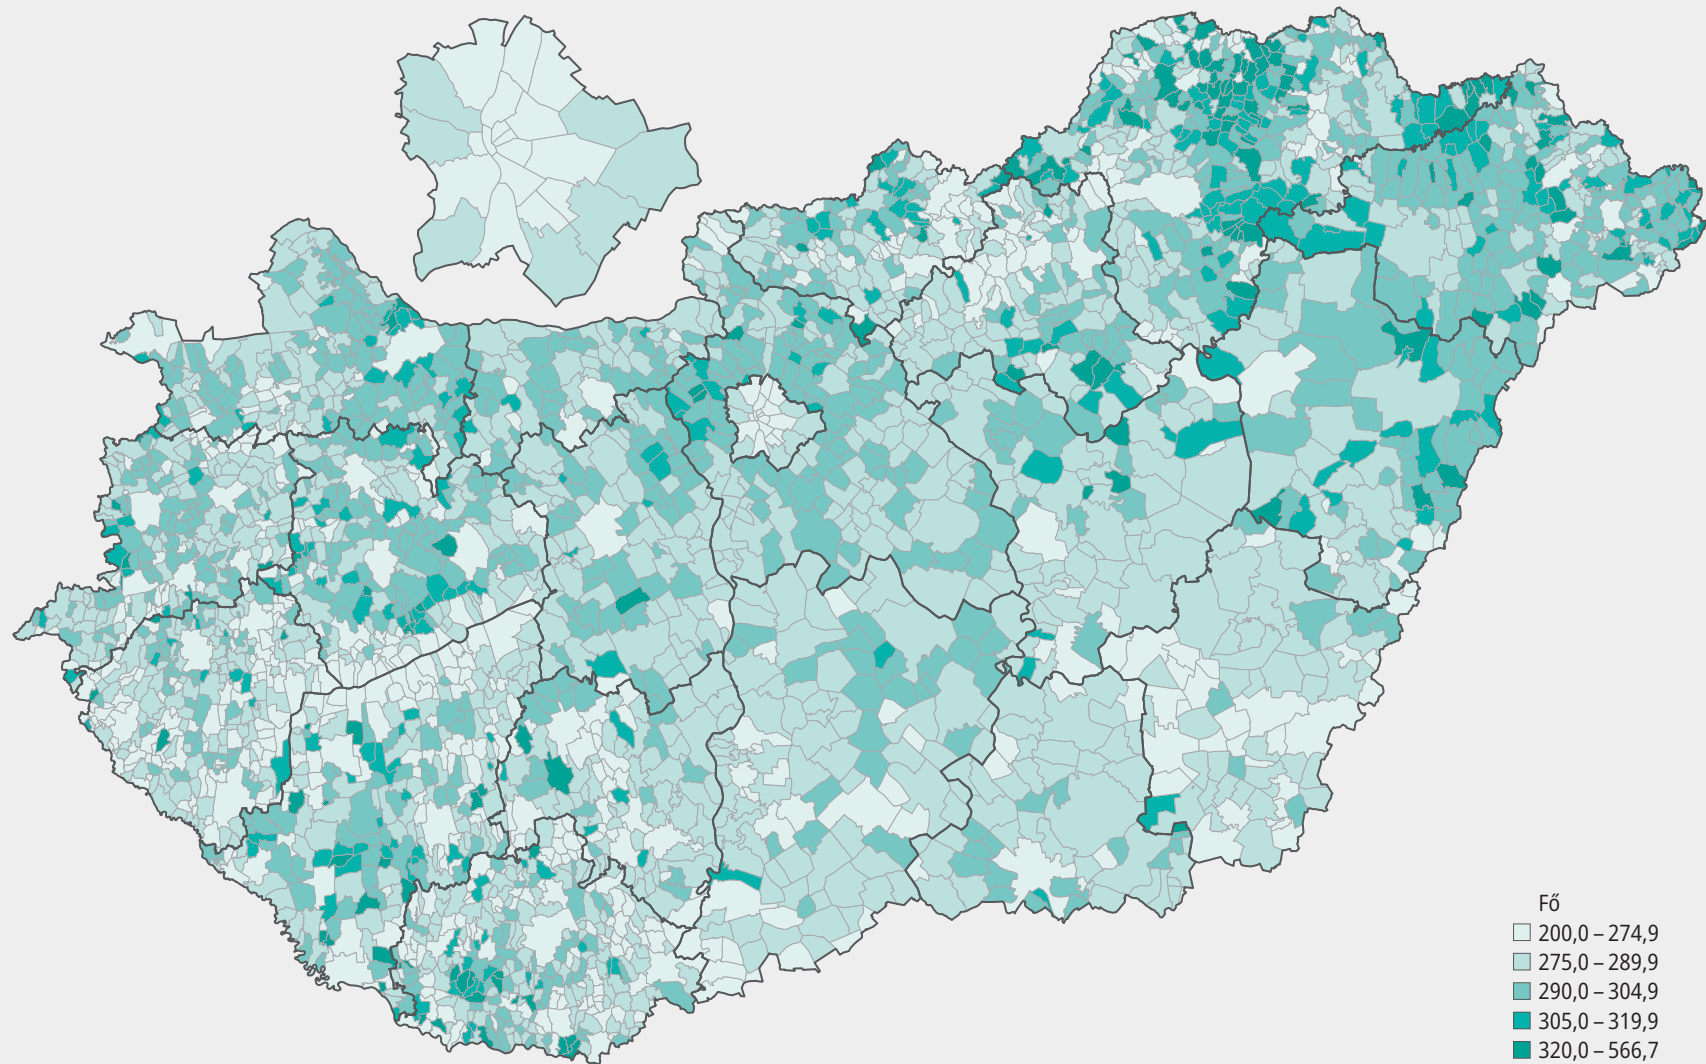 Fő
200,0 – 274,9
275,0 – 289,9
290,0 – 304,9
305,0 – 319,9
320,0 – 566,7